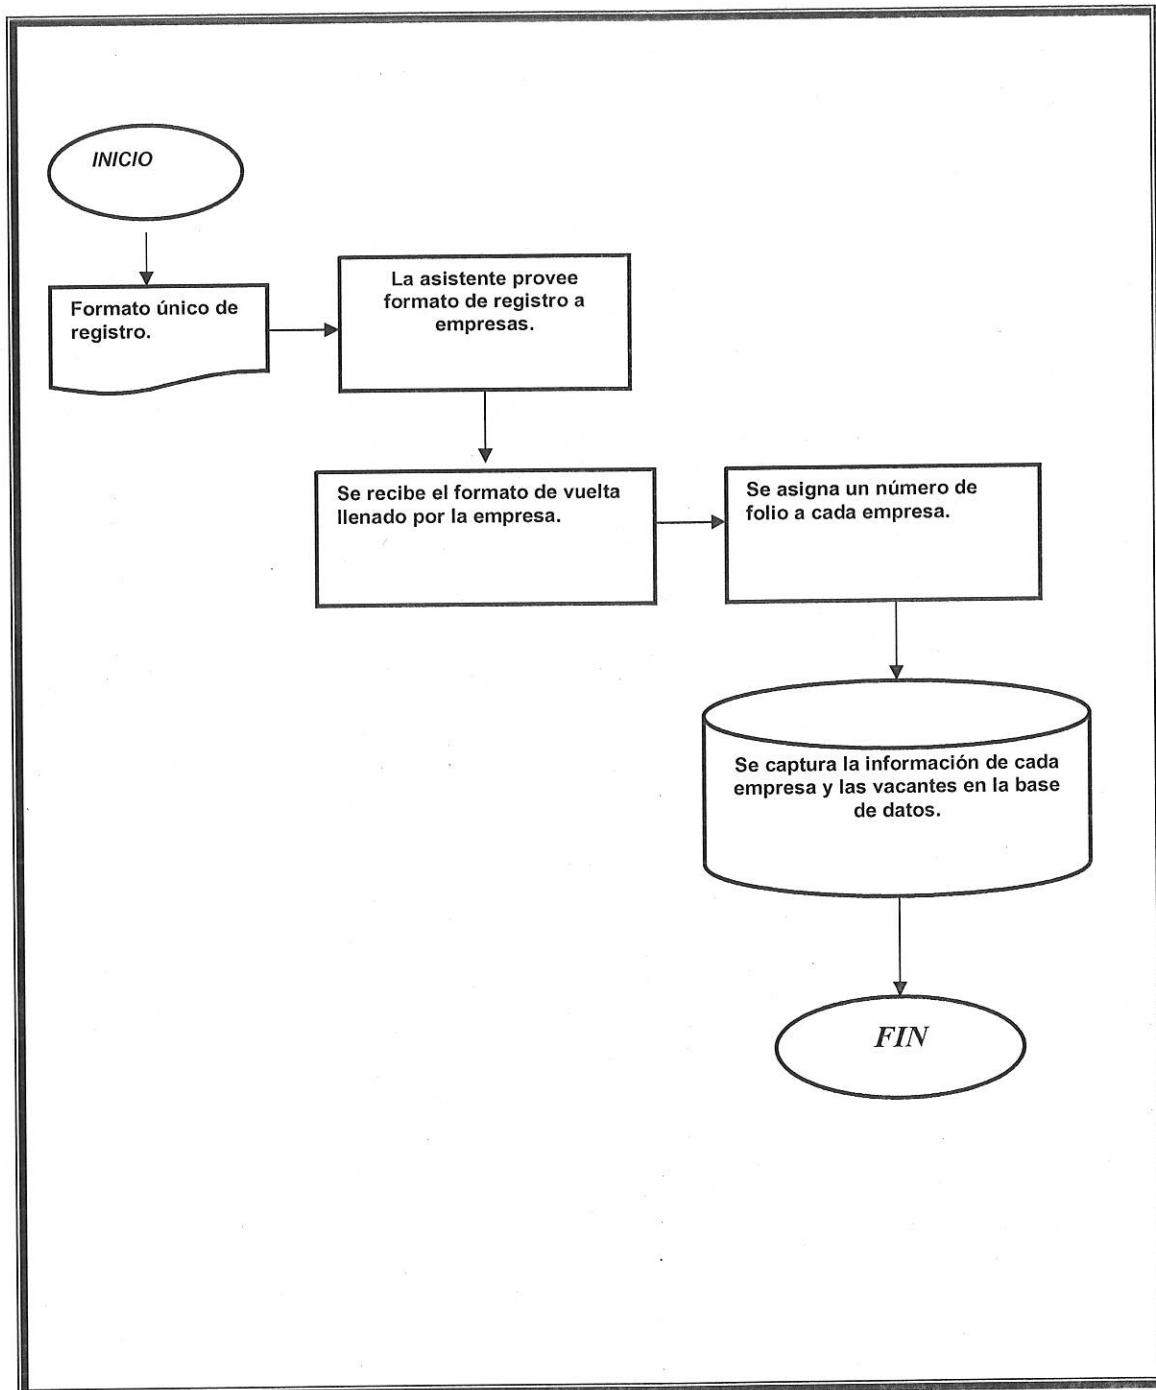 INICIO
Formato único de
registro.
La asistente provee
formato de registro a
empresas.
Se recibe el formato de vuelta
llenado por la empresa.
Se asigna un número de
folio a cada empresa.
Se captura la información de cada
empresa y las vacantes en la base
de datos.
FIN